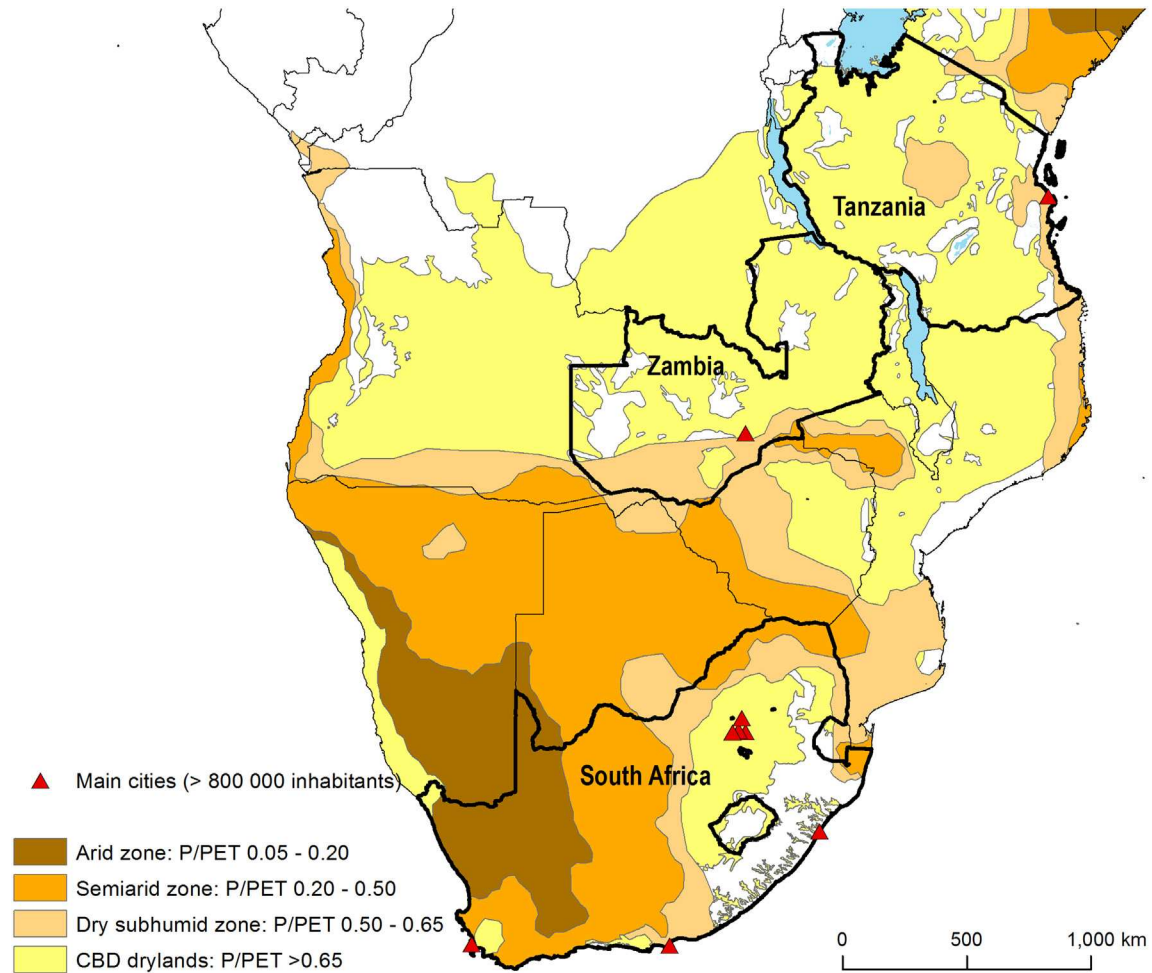 Tanzania
Zambia
South Africa
Main cities (> 800 000 inhabitants)
Arid zone: P/PET 0.05 - 0.20
Semiarid zone: P/PET 0.20 - 0.50
Dry subhumid zone: P/PET 0.50 - 0.65
CBD drylands: P/PET >0.65
0 500 1,000 km